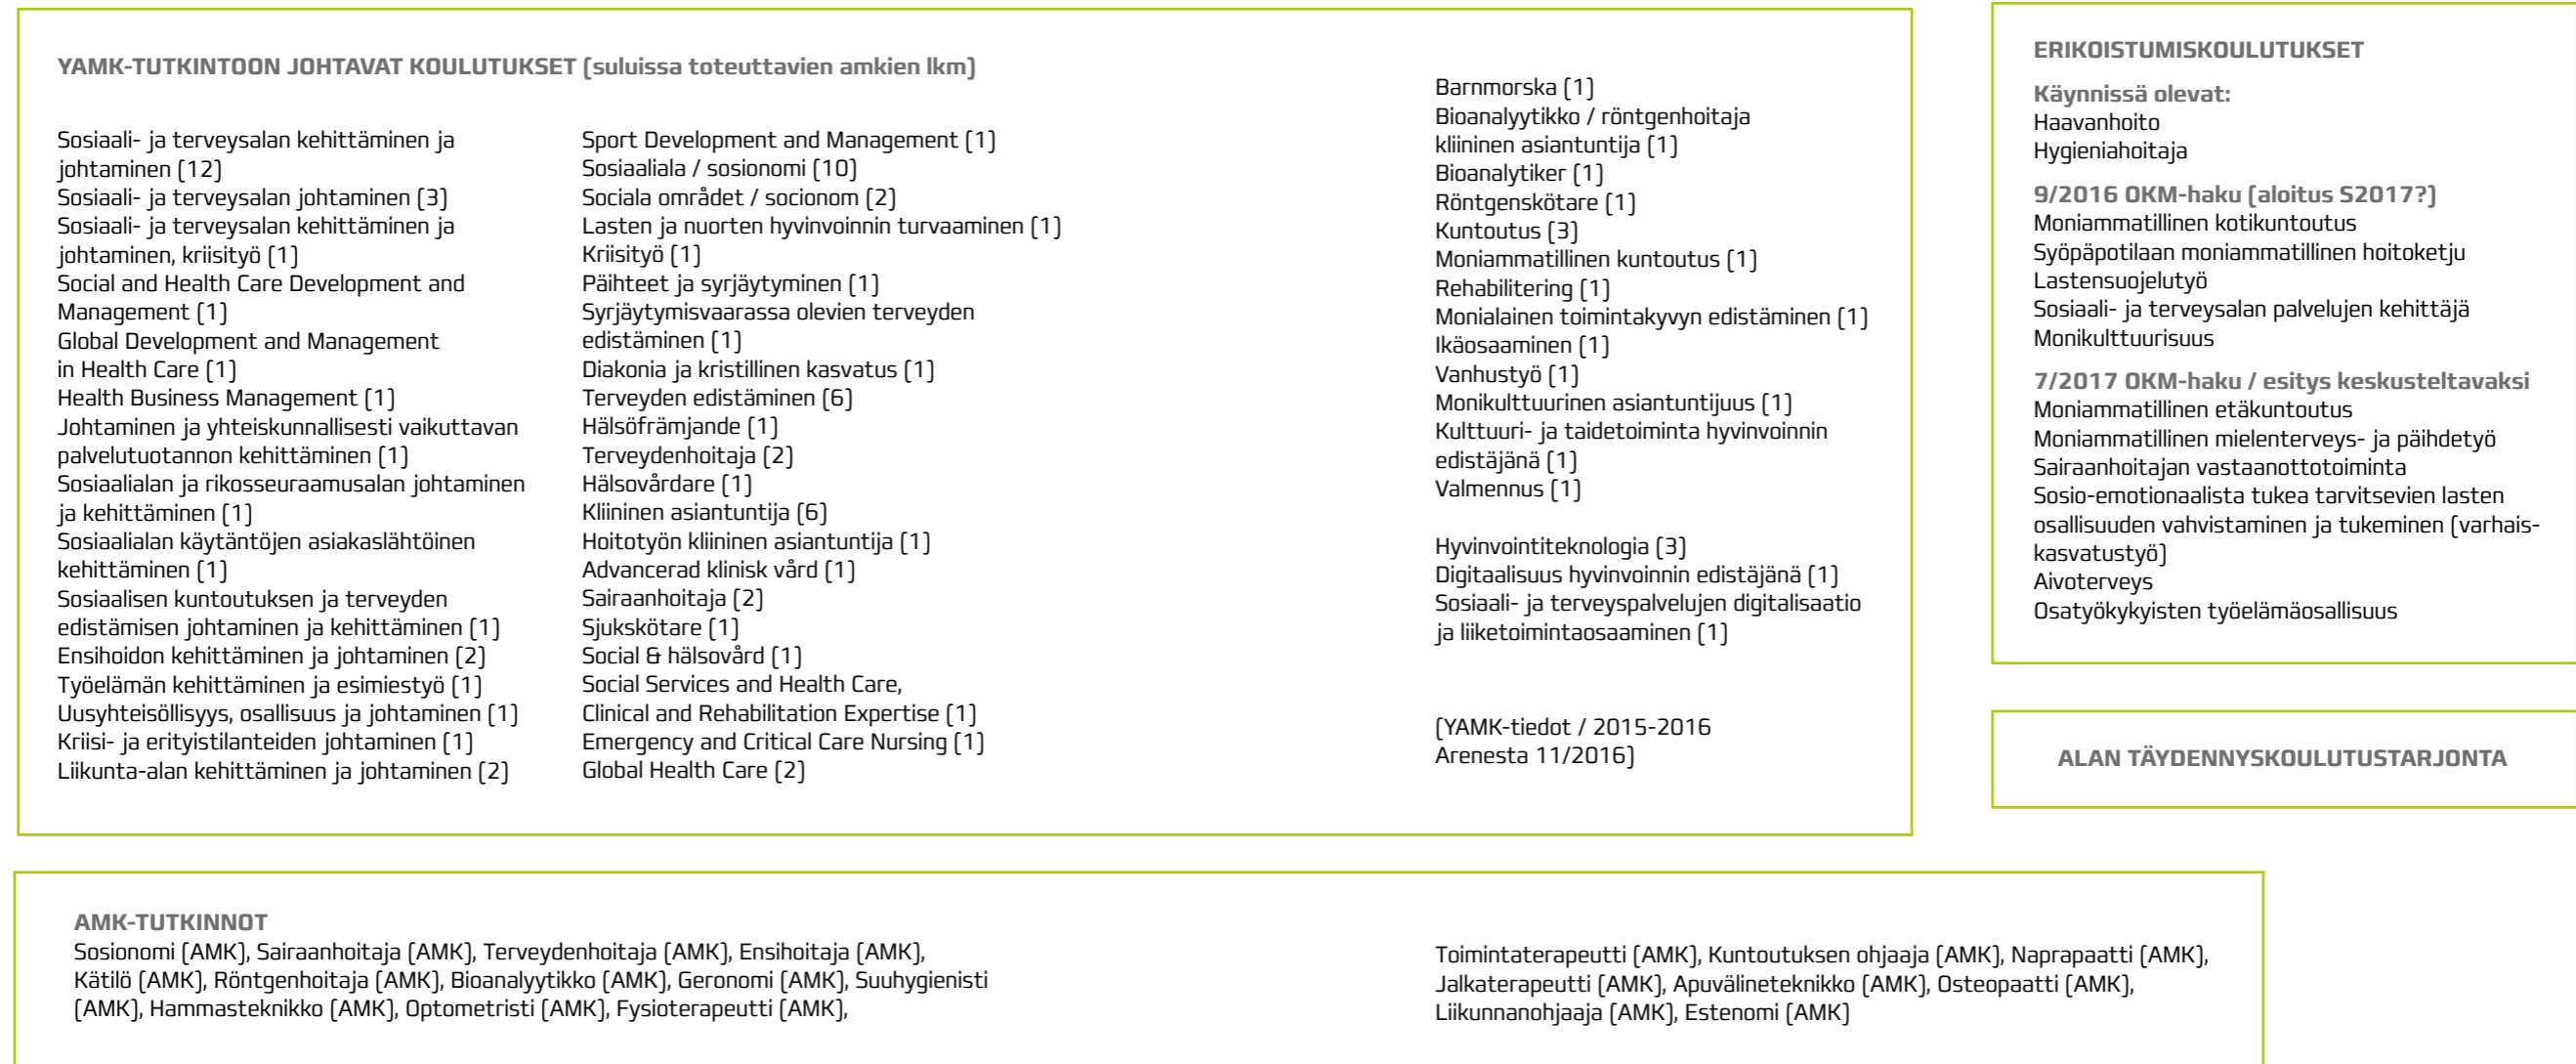 YAMK-TUTKINTOON JOHTAVAT KOULUTUKSET (suluissa toteuttavien amkien lkm)
Sosiaali- ja terveysalan kehittäminen ja
johtaminen (12)
Sosiaali- ja terveysalan johtaminen (3)
Sosiaali- ja terveysalan kehittäminen ja
johtaminen, kriisityö (1)
Social and Health Care Development and
Management (1)
Global Development and Management
in Health Care (1)
Health Business Management (1)
Johtaminen ja yhteiskunnallisesti vaikuttavan
palvelutuotannon kehittäminen (1)
Sosiaalialan ja rikosseuraamusalan johtaminen
ja kehittäminen (1)
Sosiaalialan käytäntöjen asiakaslähtöinen
kehittäminen (1)
Sosiaalisen kuntoutuksen ja terveyden
edistämisen johtaminen ja kehittäminen (1)
Ensihoidon kehittäminen ja johtaminen (2)
Työelämän kehittäminen ja esimiestyö (1)
Uusyhteisöllisyys, osallisuus ja johtaminen (1)
Kriisi- ja erityistilanteiden johtaminen (1)
Liikunta-alan kehittäminen ja johtaminen (2)
Sport Development and Management (1)
Sosiaaliala / sosionomi (10)
Sociala området / socionom (2)
Lasten ja nuorten hyvinvoinnin turvaaminen (1)
Kriisityö (1)
Päihteet ja syrjäytyminen (1)
Syrjäytymisvaarassa olevien terveyden
edistäminen (1)
Diakonia ja kristillinen kasvatus (1)
Terveyden edistäminen (6)
Hälsöfrämjande (1)
Terveydenhoitaja (2)
Hälsovårdare (1)
Kliininen asiantuntija (6)
Hoitotyön kliininen asiantuntija (1)
Advancerad klinisk vård (1)
Sairaanhoitaja (2)
Sjukskötare (1)
Social & hälsovård (1)
Social Services and Health Care,
Clinical and Rehabilitation Expertise (1)
Emergency and Critical Care Nursing (1)
Global Health Care (2)
Barnmorska (1)
Bioanalyytikko / röntgenhoitaja
kliininen asiantuntija (1)
Bioanalytiker (1)
Röntgenskötare (1)
Kuntoutus (3)
Moniammatillinen kuntoutus (1)
Rehabilitering (1)
Monialainen toimintakyvyn edistäminen (1)
Ikäosaaminen (1)
Vanhustyö (1)
Monikulttuurinen asiantuntijuus (1)
Kulttuuri- ja taidetoiminta hyvinvoinnin
edistäjänä (1)
Valmennus (1)
Hyvinvointiteknologia (3)
Digitaalisuus hyvinvoinnin edistäjänä (1)
Sosiaali- ja terveyspalvelujen digitalisaatio
ja liiketoimintaosaaminen (1)
(YAMK-tiedot / 2015-2016
Arenesta 11/2016)
ERIKOISTUMISKOULUTUKSET
Käynnissä olevat:
Haavanhoito
Hygieniahoitaja
9/2016 OKM-haku (aloitus S2017?)
Moniammatillinen kotikuntoutus
Syöpäpotilaan moniammatillinen hoitoketju
Lastensuojelutyö
Sosiaali- ja terveysalan palvelujen kehittäjä
Monikulttuurisuus
7/2017 OKM-haku / esitys keskusteltavaksi
Moniammatillinen etäkuntoutus
Moniammatillinen mielenterveys- ja päihdetyö
Sairaanhoitajan vastaanottotoiminta
Sosio-emotionaalista tukea tarvitsevien lasten
osallisuuden vahvistaminen ja tukeminen (varhais-
kasvatustyö)
Aivoterveys
Osatyökykyisten työelämäosallisuus
ALAN TÄYDENNYSKOULUTUSTARJONTA
AMK-TUTKINNOT
Sosionomi (AMK), Sairaanhoitaja (AMK), Terveydenhoitaja (AMK), Ensihoitaja (AMK),
Kätilö (AMK), Röntgenhoitaja (AMK), Bioanalyytikko (AMK), Geronomi (AMK), Suuhygienisti
(AMK), Hammasteknikko (AMK), Optometristi (AMK), Fysioterapeutti (AMK),
Toimintaterapeutti (AMK), Kuntoutuksen ohjaaja (AMK), Naprapaatti (AMK),
Jalkaterapeutti (AMK), Apuvälineteknikko (AMK), Osteopaatti (AMK),
Liikunnanohjaaja (AMK), Estenomi (AMK)